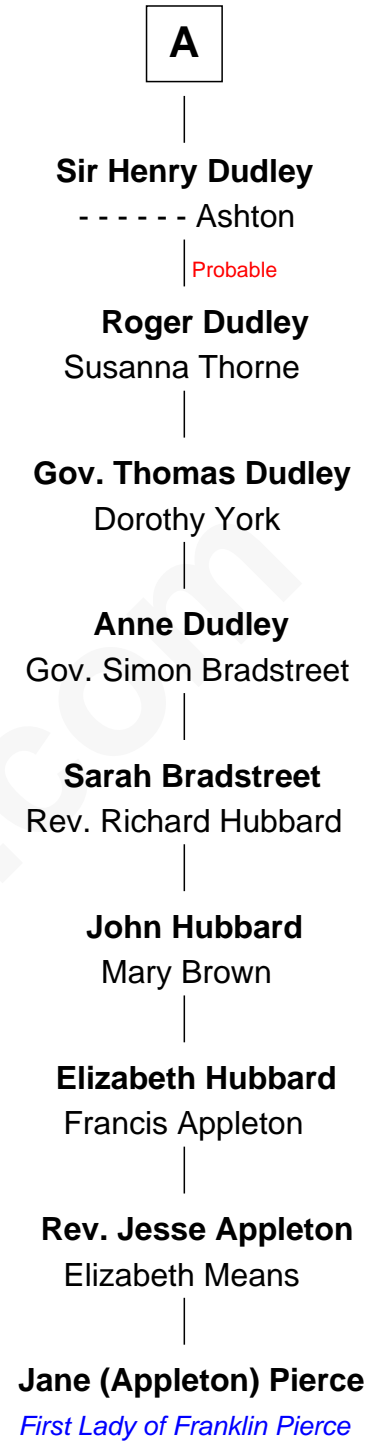 A
Sir Henry Dudley
- - - - - - Ashton
Probable
Roger Dudley
Susanna Thorne
Gov. Thomas Dudley
Dorothy York
Anne Dudley
Gov. Simon Bradstreet
Sarah Bradstreet
Rev. Richard Hubbard
John Hubbard
Mary Brown
Elizabeth Hubbard
Francis Appleton
Rev. Jesse Appleton
Elizabeth Means
Jane (Appleton) Pierce
First Lady of Franklin Pierce
.com